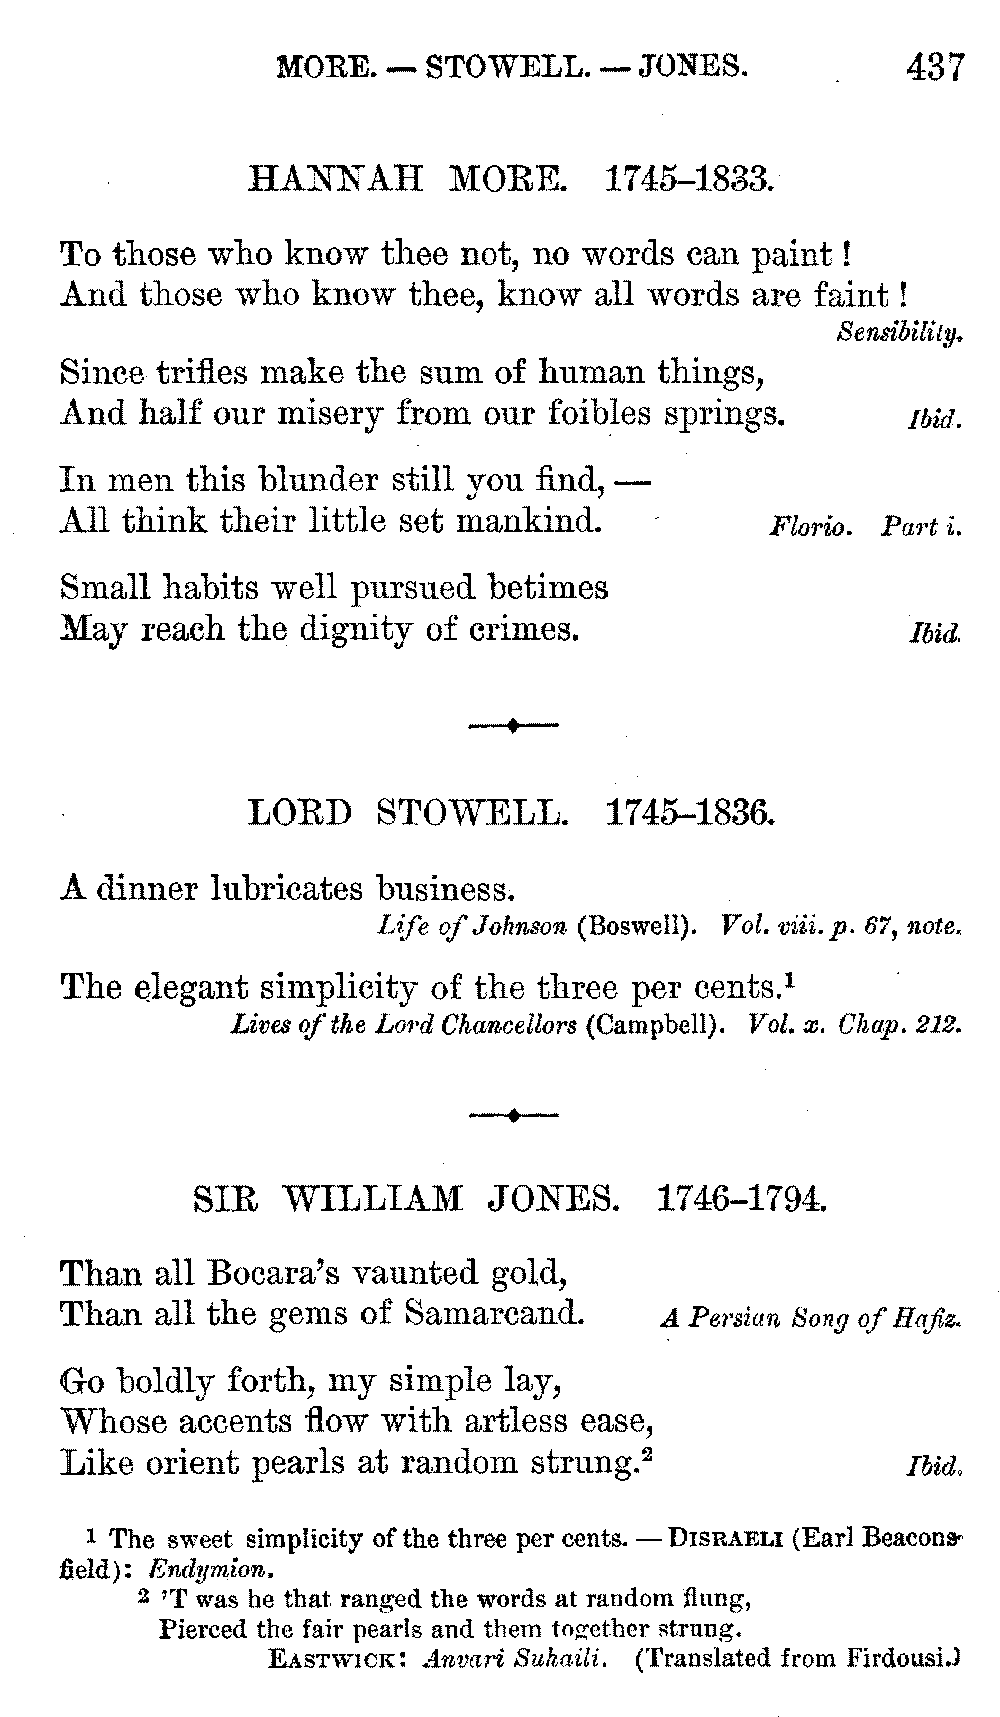 MORE. — STOWELL. — JONES. 437
HANNAH MORE. 1745–1833.
To those who know thee not, no words can paint !
And those who know thee, know all words are faint !
Sensibility.
Since trifles make the sum of human things,
And half our misery from our foibles springs. Ibid.
In men this blunder still you find, —
All think their little set mankind. Florio. Part i.
Small habits well pursued betimes
May reach the dignity of crimes. Ibid.
LORD STOWELL. 1745–1836.
A dinner lubricates business.
Life of Johnson (Boswell). Vol. viii. p. 67, note.
The elegant simplicity of the three per cents.¹
Lives of the Lord Chancellors (Campbell). Vol. x. Chap. 212.
SIR WILLIAM JONES. 1746–1794.
Than all Bocara's vaunted gold,
Than all the gems of Samarcand. A Persian Song of Hafiz.
Go boldly forth, my simple lay,
Whose accents flow with artless ease,
Like orient pearls at random strung.² Ibid.
¹ The sweet simplicity of the three per cents. — DISRAELI (Earl Beacons-
field): Endymion.
² 'T was he that ranged the words at random flung,
Pierced the fair pearls and them together strung.
EASTWICK: Anvari Suhaili. (Translated from Firdousi.)